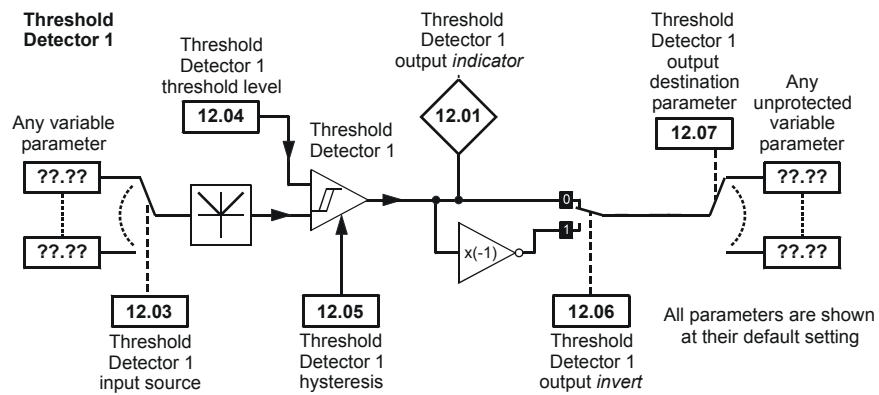 Threshold
Detector 1
Threshold
Detector 1
threshold level
12.04
Threshold
Detector 1
output indicator
12.01
Threshold
Detector 1
output
destination
parameter
12.07
Any
unprotected
variable
parameter
??.??
??.??
Any variable
parameter
??.??
??.??
Threshold
Detector 1
0
1
x(-1)
12.03
Threshold
Detector 1
input source
12.05
Threshold
Detector 1
hysteresis
12.06
Threshold
Detector 1
output invert
All parameters are shown
at their default setting